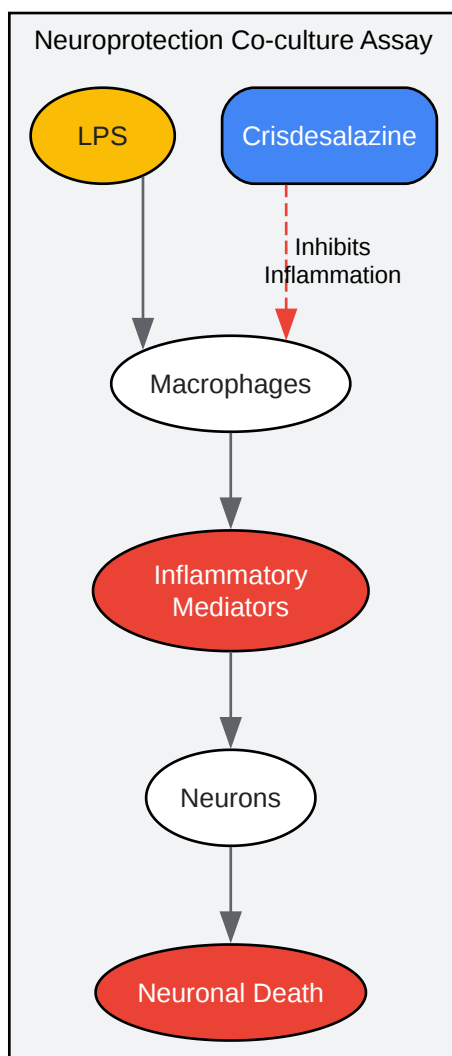 Neuroprotection Co-culture Assay
LPS
Crisdesalazine
Inhibits
Inflammation
Macrophages
Inflammatory
Mediators
Neurons
Neuronal Death